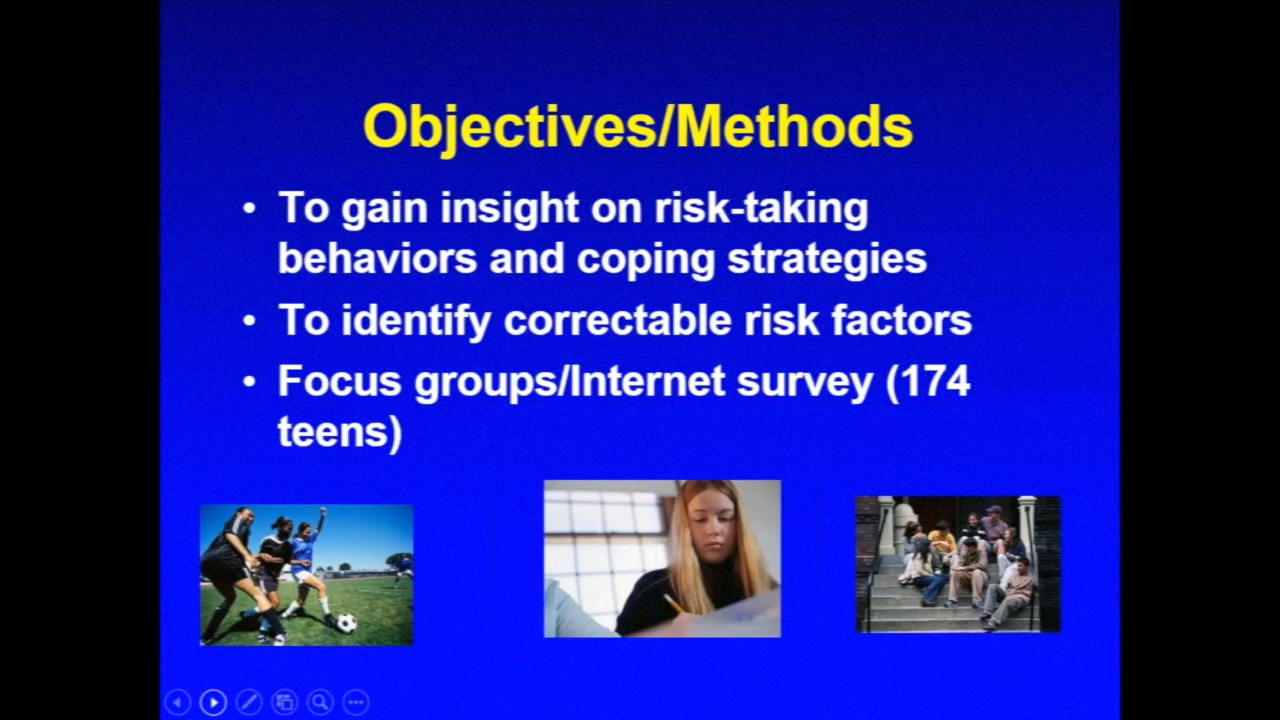 Objectives/Methods
• To gain insight on risk-taking
behaviors and coping strategies
• To identify correctable risk factors
• Focus groups/Internet survey (174
teens)